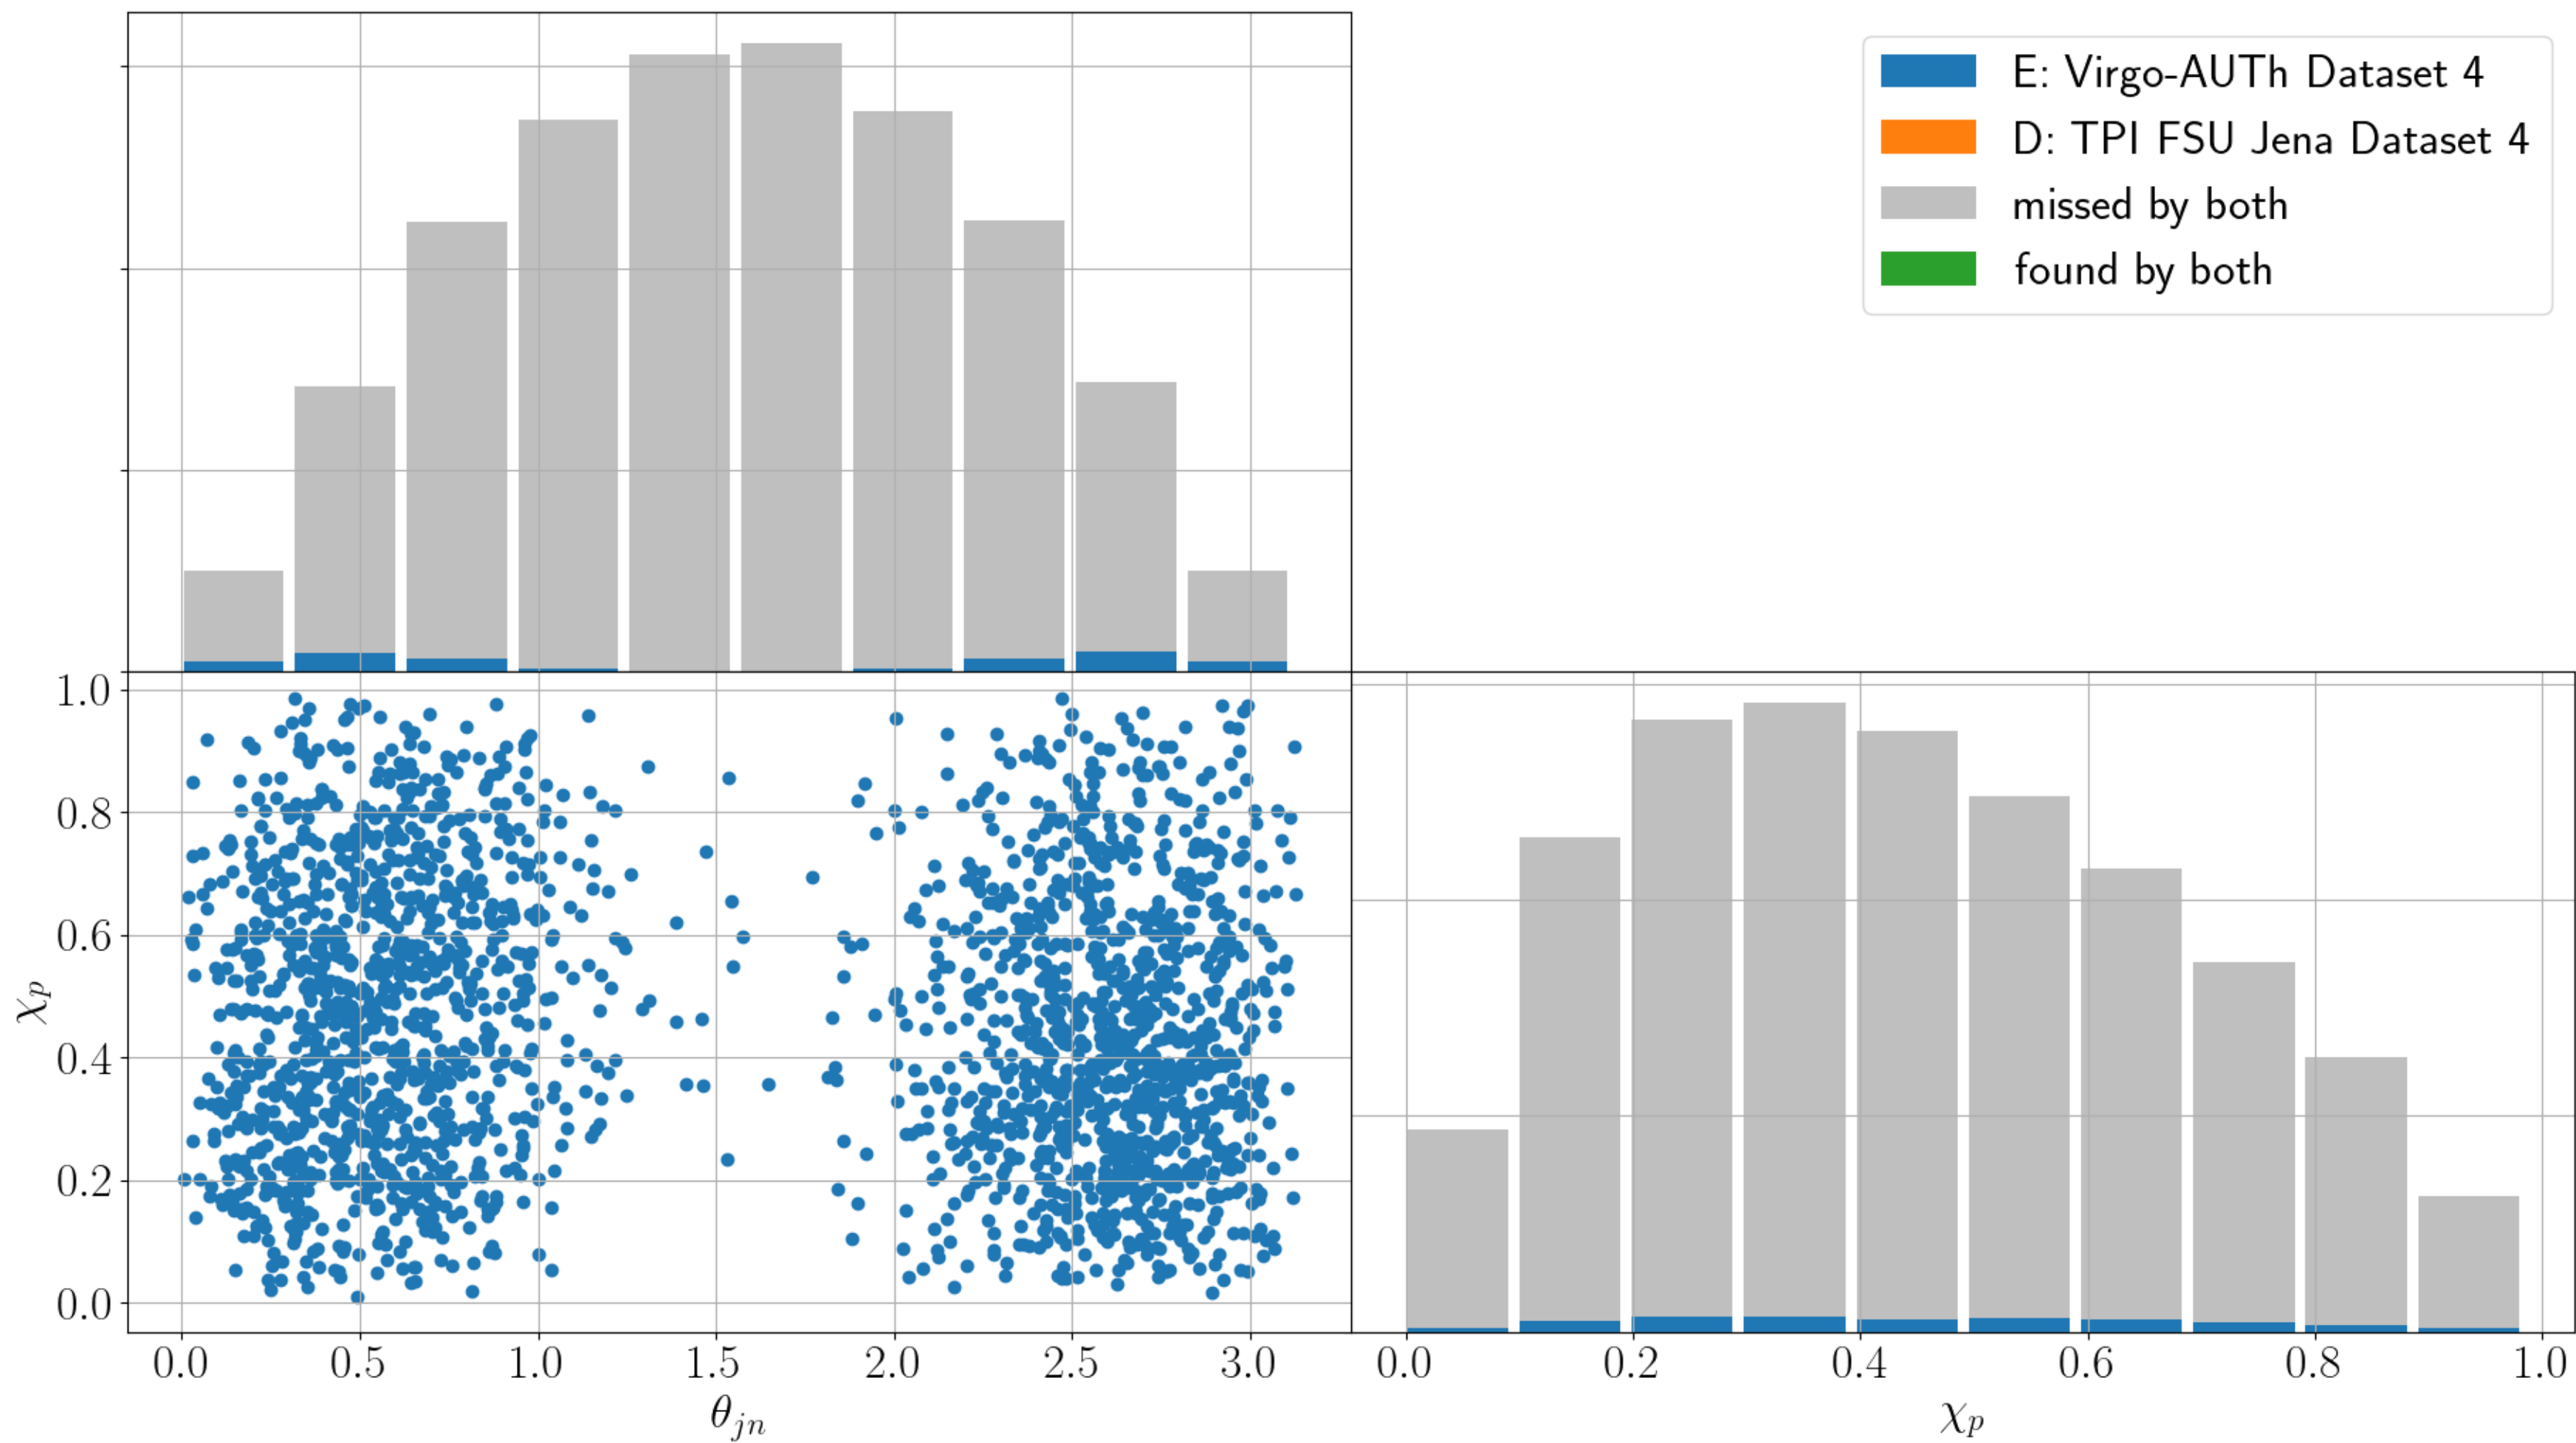 E: Virgo-AUTh Dataset 4
D: TPI FSU Jena Dataset 4
missed by both
found by both
1.0
0.8
0.6
0.4
0.2
0.0
χp
0.0 0.5 1.0 1.5 2.0 2.5 3.0
θjn
0.0 0.2 0.4 0.6 0.8 1.0
χp